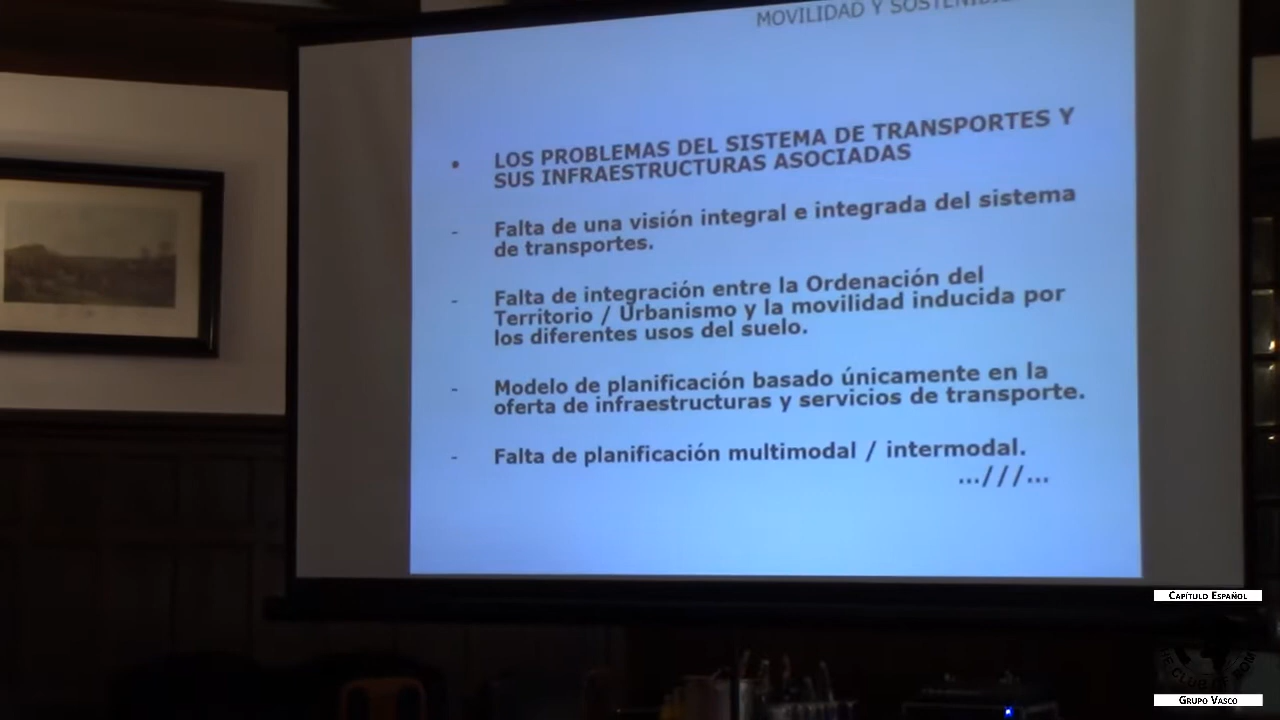 MOVILIDAD Y
• LOS PROBLEMAS DEL SISTEMA DE TRANSPORTES Y
SUS INFRAESTRUCTURAS ASOCIADAS
- Falta de una visión integral e integrada del sistema
de transportes.
- Falta de integración entre la Ordenación del
Territorio / Urbanismo y la movilidad inducida por
los diferentes usos del suelo.
- Modelo de planificación basado únicamente en la
oferta de infraestructuras y servicios de transporte.
- Falta de planificación multimodal / intermodal.
...///...
CAPÍTULO ESPAÑOL
GRUPO VASCO